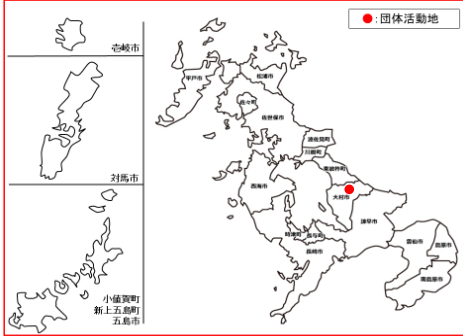 ●:団体活動地
壱岐市
対馬市
小値賀町
新上五島町
五島市
平戸市
松浦市
佐々町
佐世保市
波佐見町
川棚町
東彼杵町
西海市
大村市
諫早市
時津町
長与町
長崎市
雲仙市
島原市
南島原市